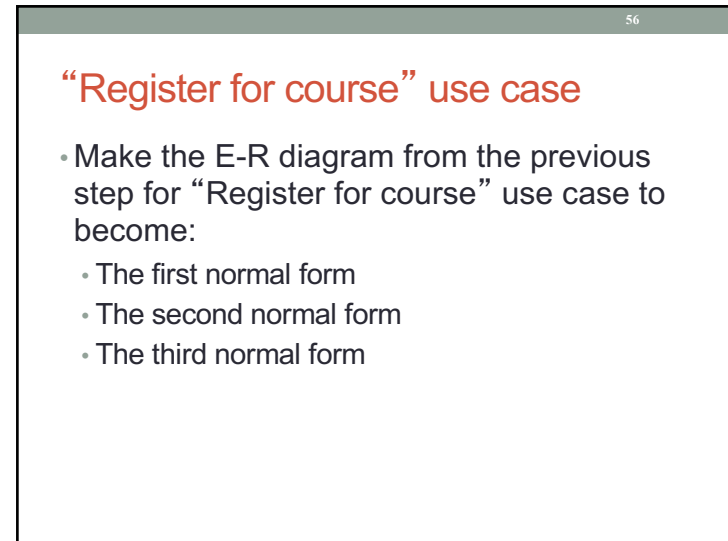 56
“Register for course” use case
• Make the E-R diagram from the previous
step for “Register for course” use case to
become:
• The first normal form
• The second normal form
• The third normal form